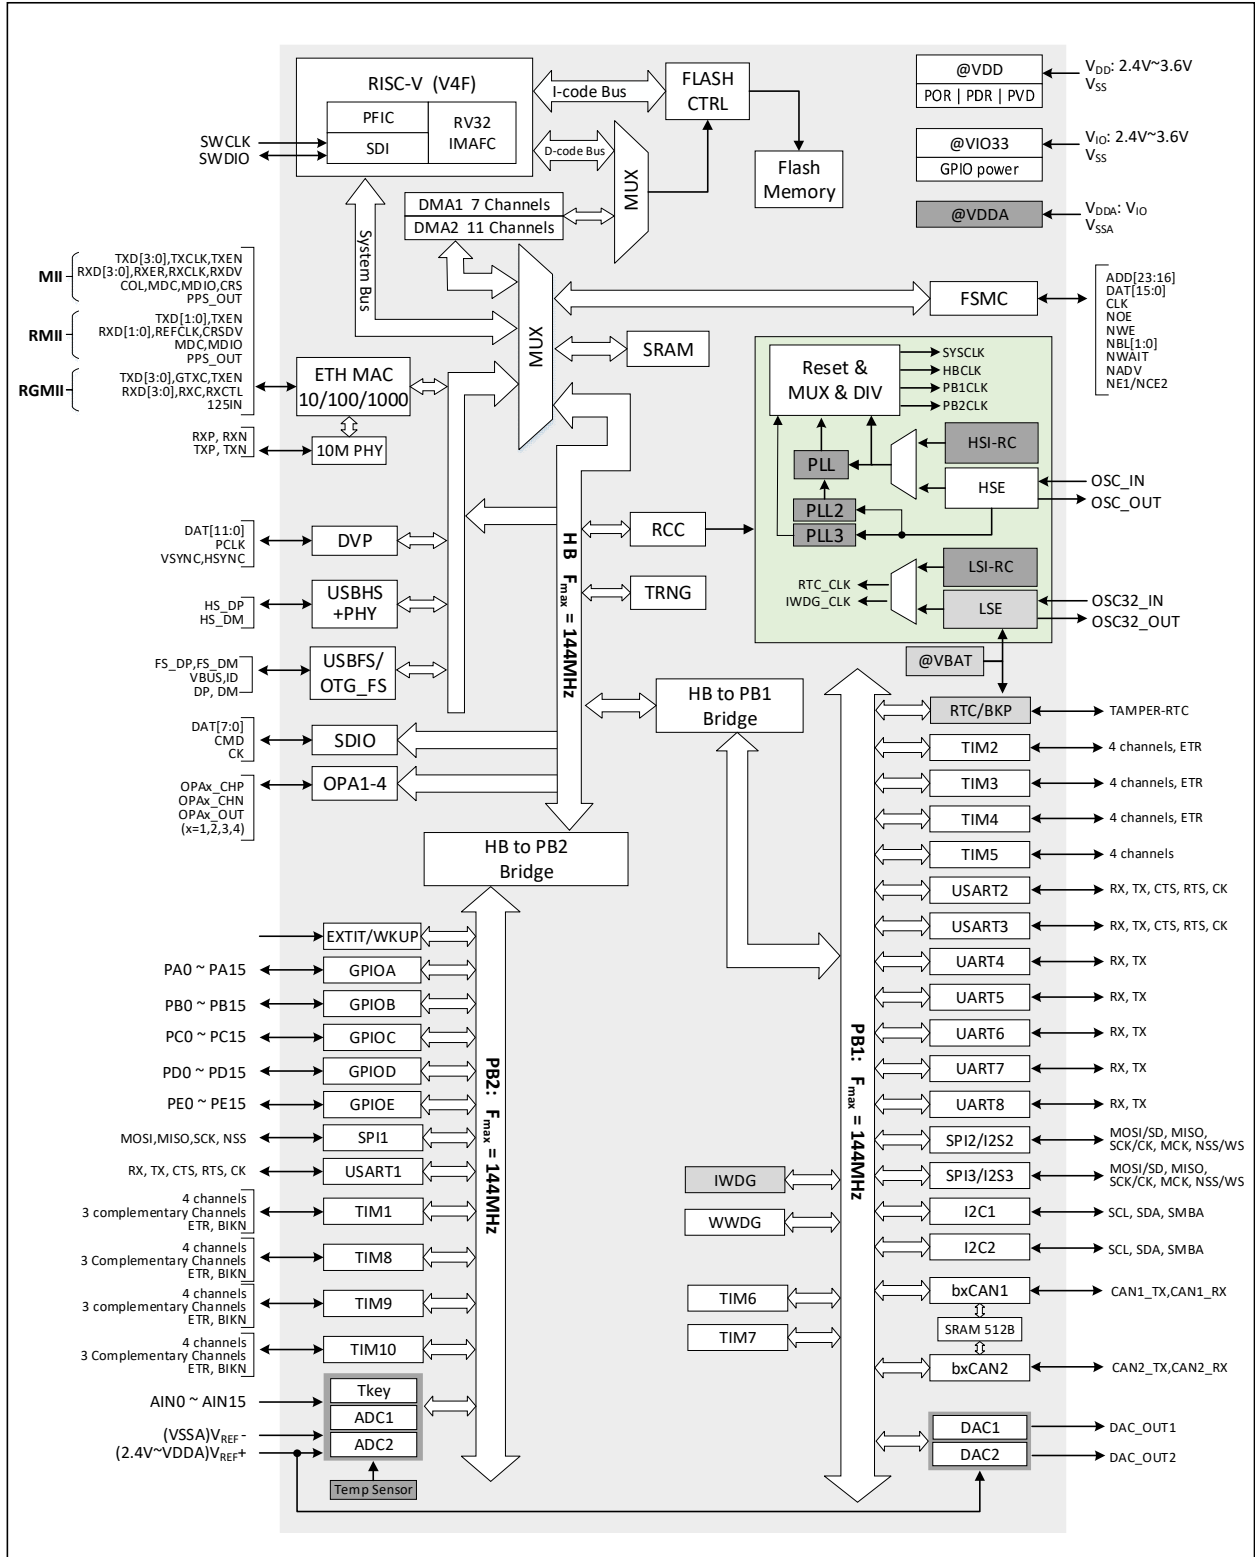 RISC-V (V4F)
PFIC
SDI
RV32
IMAFC
SWCLK
SWDIO
I-code Bus
D-code Bus
FLASH
CTRL
MUX
Flash
Memory
@VDD
POR | PDR | PVD
VDD: 2.4V~3.6V
VSS
@VIO33
GPIO power
VIO: 2.4V~3.6V
VSS
@VDDA
VDDA: VIO
VSSA
DMA1 7 Channels
DMA2 11 Channels
System Bus
MUX
MII
TXD[3:0],TXCLK,TXEN
RXD[3:0],RXER,RXCLK,RXDV
COL,MDC,MDIO,CRS
PPS_OUT
RMII
TXD[1:0],TXEN
RXD[1:0],REFCLK,CRSDV
MDC,MDIO
PPS_OUT
RGMII
TXD[3:0],GTXC,TXEN
RXD[3:0],RXC,RXCTL
125IN
ETH MAC
10/100/1000
RXP, RXN
TXP, TXN
10M PHY
FSMC
ADD[23:16]
DAT[15:0]
CLK
NOE
NWE
NBL[1:0]
NWAIT
NADV
NE1/NCE2
SRAM
Reset &
MUX & DIV
SYSCLK
HBCLK
PB1CLK
PB2CLK
HSI-RC
PLL
HSE
OSC_IN
OSC_OUT
PLL2
PLL3
LSI-RC
RTC_CLK
IWDG_CLK
LSE
OSC32_IN
OSC32_OUT
@VBAT
DAT[11:0]
PCLK
VSYNC,HSYNC
DVP
RCC
TRNG
HB Fmax = 144MHz
HS_DP
HS_DM
USBHS
+PHY
FS_DP,FS_DM
VBUS,ID
DP, DM
USBFS/
OTG_FS
DAT[7:0]
CMD
CK
SDIO
OPAx_CHP
OPAx_CHN
OPAx_OUT
(x=1,2,3,4)
OPA1-4
HB to PB1
Bridge
HB to PB2
Bridge
RTC/BKP
TAMPER-RTC
TIM2
4 channels, ETR
TIM3
4 channels, ETR
TIM4
4 channels, ETR
TIM5
4 channels
USART2
RX, TX, CTS, RTS, CK
USART3
RX, TX, CTS, RTS, CK
UART4
RX, TX
UART5
RX, TX
UART6
RX, TX
UART7
RX, TX
UART8
RX, TX
SPI2/I2S2
MOSI/SD, MISO,
SCK/CK, MCK, NSS/WS
SPI3/I2S3
MOSI/SD, MISO,
SCK/CK, MCK, NSS/WS
I2C1
SCL, SDA, SMBA
I2C2
SCL, SDA, SMBA
bxCAN1
CAN1_TX,CAN1_RX
SRAM 512B
bxCAN2
CAN2_TX,CAN2_RX
DAC1
DAC_OUT1
DAC2
DAC_OUT2
PB1: Fmax = 144MHz
IWDG
WWDG
TIM6
TIM7
PB2: Fmax = 144MHz
EXTIT/WKUP
PA0 ~ PA15
GPIOA
PB0 ~ PB15
GPIOB
PC0 ~ PC15
GPIOC
PD0 ~ PD15
GPIOD
PE0 ~ PE15
GPIOE
MOSI,MISO,SCK, NSS
SPI1
RX, TX, CTS, RTS, CK
USART1
4 channels
3 complementary Channels
ETR, BIKN
TIM1
4 channels
3 Complementary Channels
ETR, BIKN
TIM8
4 channels
3 complementary Channels
ETR, BIKN
TIM9
4 channels
3 Complementary Channels
ETR, BIKN
TIM10
AIN0 ~ AIN15
Tkey
ADC1
ADC2
(VSSA)VREF-
(2.4V~VDDA)VREF+
Temp Sensor